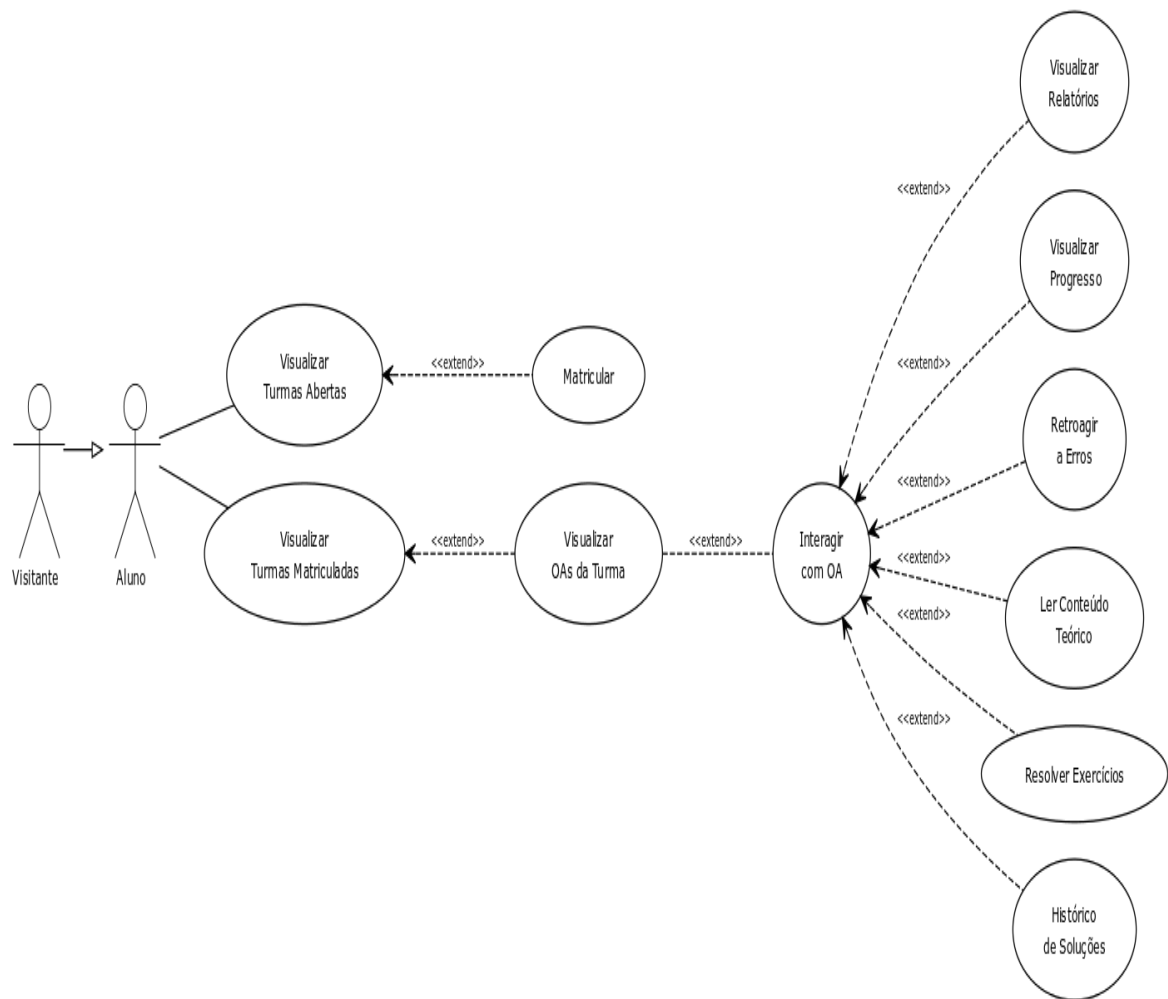 Visualizar
Relatórios
<<extend>>
Visualizar
Progresso
Visualizar
Turmas Abertas
<<extend>>
Matricular
<<extend>>
Retroagir
a Erros
<<extend>>
Visitante
Aluno
Visualizar
Turmas Matriculadas
<<extend>>
Visualizar
OAs da Turma
<<extend>>
Interagir
com OA
<<extend>>
Ler Conteúdo
Teórico
<<extend>>
Resolver Exercícios
<<extend>>
Histórico
de Soluções